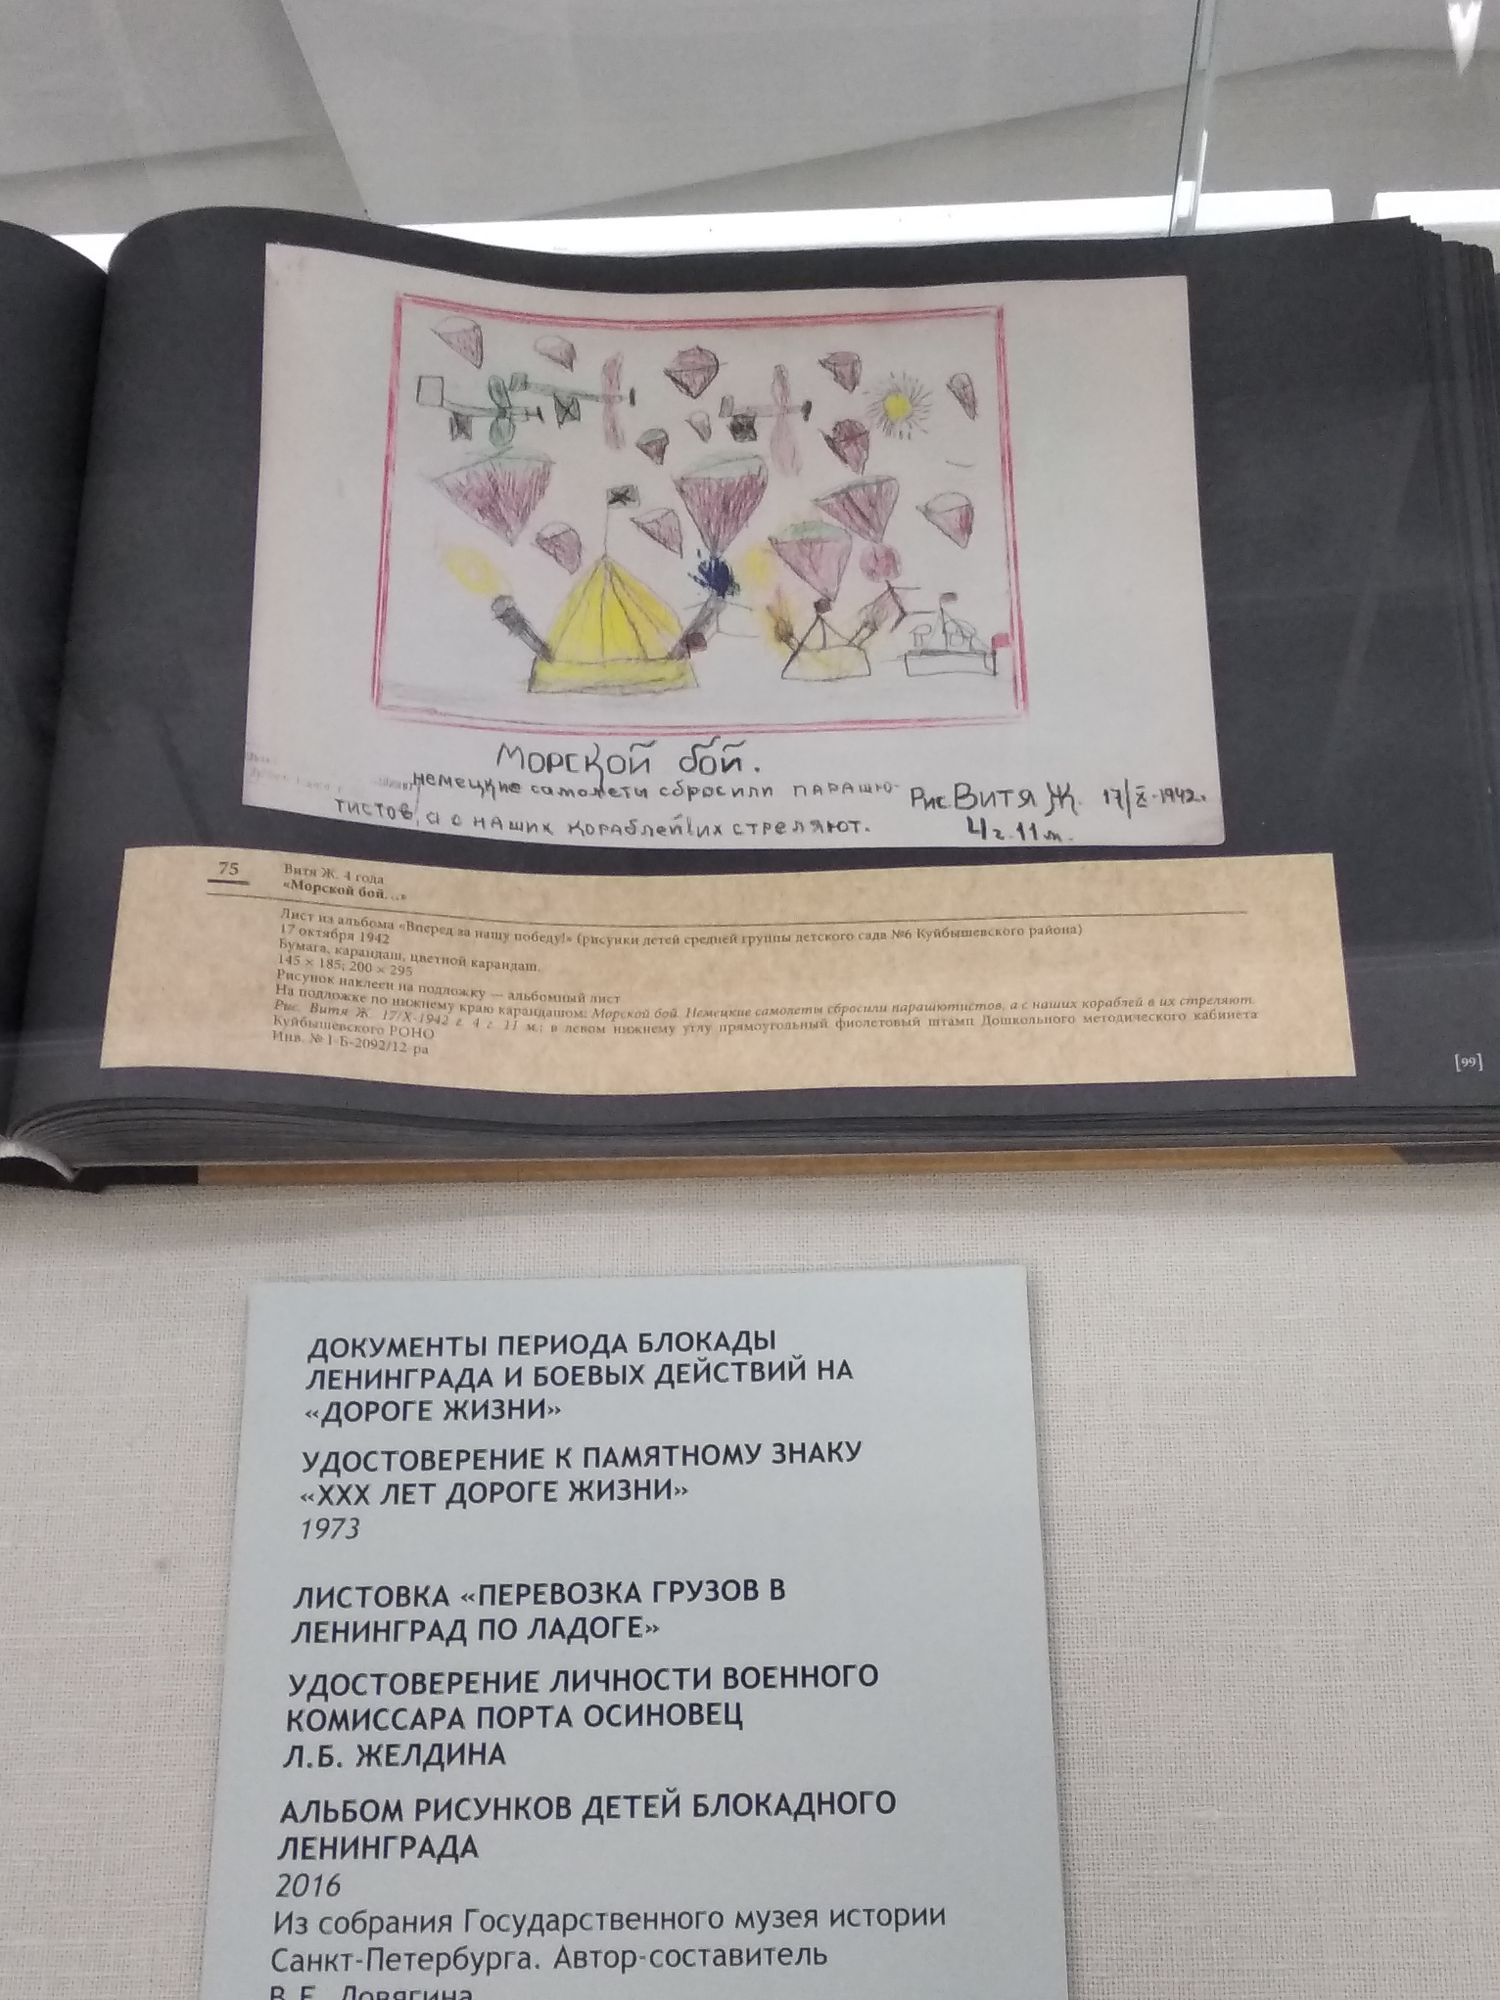 Морской бой.
немецкие самолеты сбросили парашю-
тистов, а с наших кораблей их стреляют.
Рис. Витя Ж. 17/X-1942г.
4 г. 11 м.
75
Витя Ж. 4 года
«Морской бой…»
Лист из альбома «Вперед за нашу победу!» (рисунки детей средней группы детского сада №6 Куйбышевского района)
17 октября 1942
Бумага, карандаш, цветной карандаш.
145 × 185; 200 × 295
Рисунок наклеен на подложку — альбомный лист
На подложке по нижнему краю карандашом: Морской бой. Немецкие самолеты сбросили парашютистов, а с наших кораблей в их стреляют.
Рис. Витя Ж. 17/X-1942 г. 4 г. 11 м.; в левом нижнему углу прямоугольный фиолетовый штамп Дошкольного методического кабинета
Куйбышевского РОНО
Инв. № I-Б-2092/12-ра
[99]
ДОКУМЕНТЫ ПЕРИОДА БЛОКАДЫ
ЛЕНИНГРАДА И БОЕВЫХ ДЕЙСТВИЙ НА
«ДОРОГЕ ЖИЗНИ»
УДОСТОВЕРЕНИЕ К ПАМЯТНОМУ ЗНАКУ
«XXX ЛЕТ ДОРОГЕ ЖИЗНИ»
1973
ЛИСТОВКА «ПЕРЕВОЗКА ГРУЗОВ В
ЛЕНИНГРАД ПО ЛАДОГЕ»
УДОСТОВЕРЕНИЕ ЛИЧНОСТИ ВОЕННОГО
КОМИССАРА ПОРТА ОСИНОВЕЦ
Л.Б. ЖЕЛДИНА
АЛЬБОМ РИСУНКОВ ДЕТЕЙ БЛОКАДНОГО
ЛЕНИНГРАДА
2016
Из собрания Государственного музея истории
Санкт-Петербурга. Автор-составитель
В.Е. Ловягина